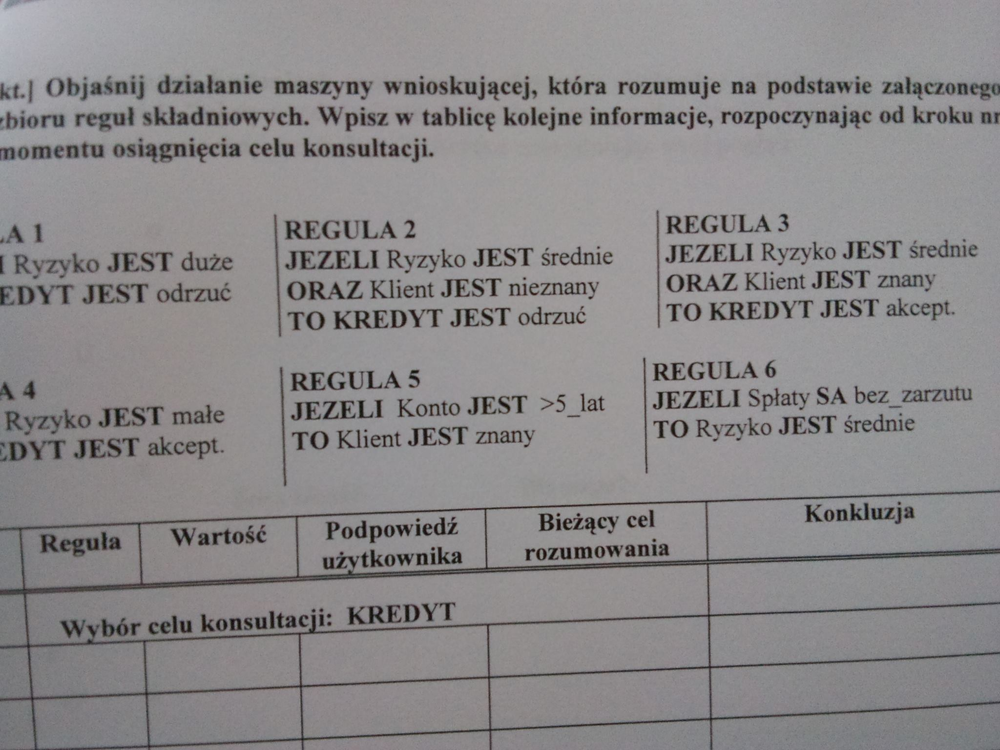 kt.] Objaśnij działanie maszyny wnioskującej, która rozumuje na podstawie załączonego
zbioru reguł składniowych. Wpisz w tablicę kolejne informacje, rozpoczynając od kroku nr
momentu osiągnięcia celu konsultacji.
A 1
I Ryzyko JEST duże
EDYT JEST odrzuć
REGULA 2
JEZELI Ryzyko JEST średnie
ORAZ Klient JEST nieznany
TO KREDYT JEST odrzuć
REGULA 3
JEZELI Ryzyko JEST średnie
ORAZ Klient JEST znany
TO KREDYT JEST akcept.
A 4
Ryzyko JEST małe
EDYT JEST akcept.
REGULA 5
JEZELI Konto JEST >5_lat
TO Klient JEST znany
REGULA 6
JEZELI Spłaty SA bez_zarzutu
TO Ryzyko JEST średnie
Reguła
Wartość
Podpowiedź
użytkownika
Bieżący cel
rozumowania
Konkluzja
Wybór celu konsultacji: KREDYT